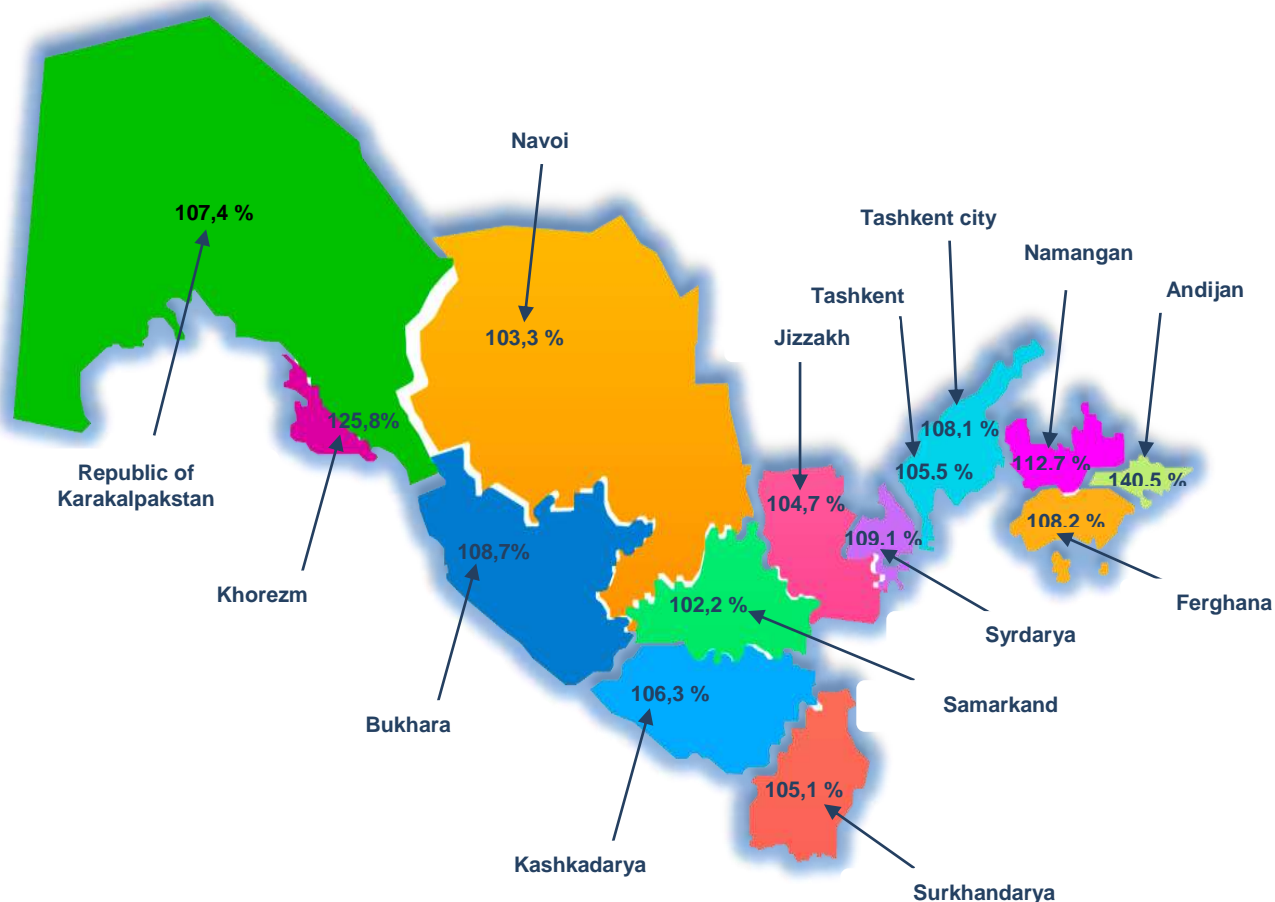 Navoi
Tashkent city
Namangan
Andijan
Tashkent
Jizzakh
107,4 %
103,3 %
125,8%
108,1 %
105,5 %
112.7 %
140.5 %
104,7 %
109.1 %
108.2 %
108,7%
102,2 %
106,3 %
105,1 %
Republic of
Karakalpakstan
Khorezm
Ferghana
Syrdarya
Samarkand
Bukhara
Kashkadarya
Surkhandarya